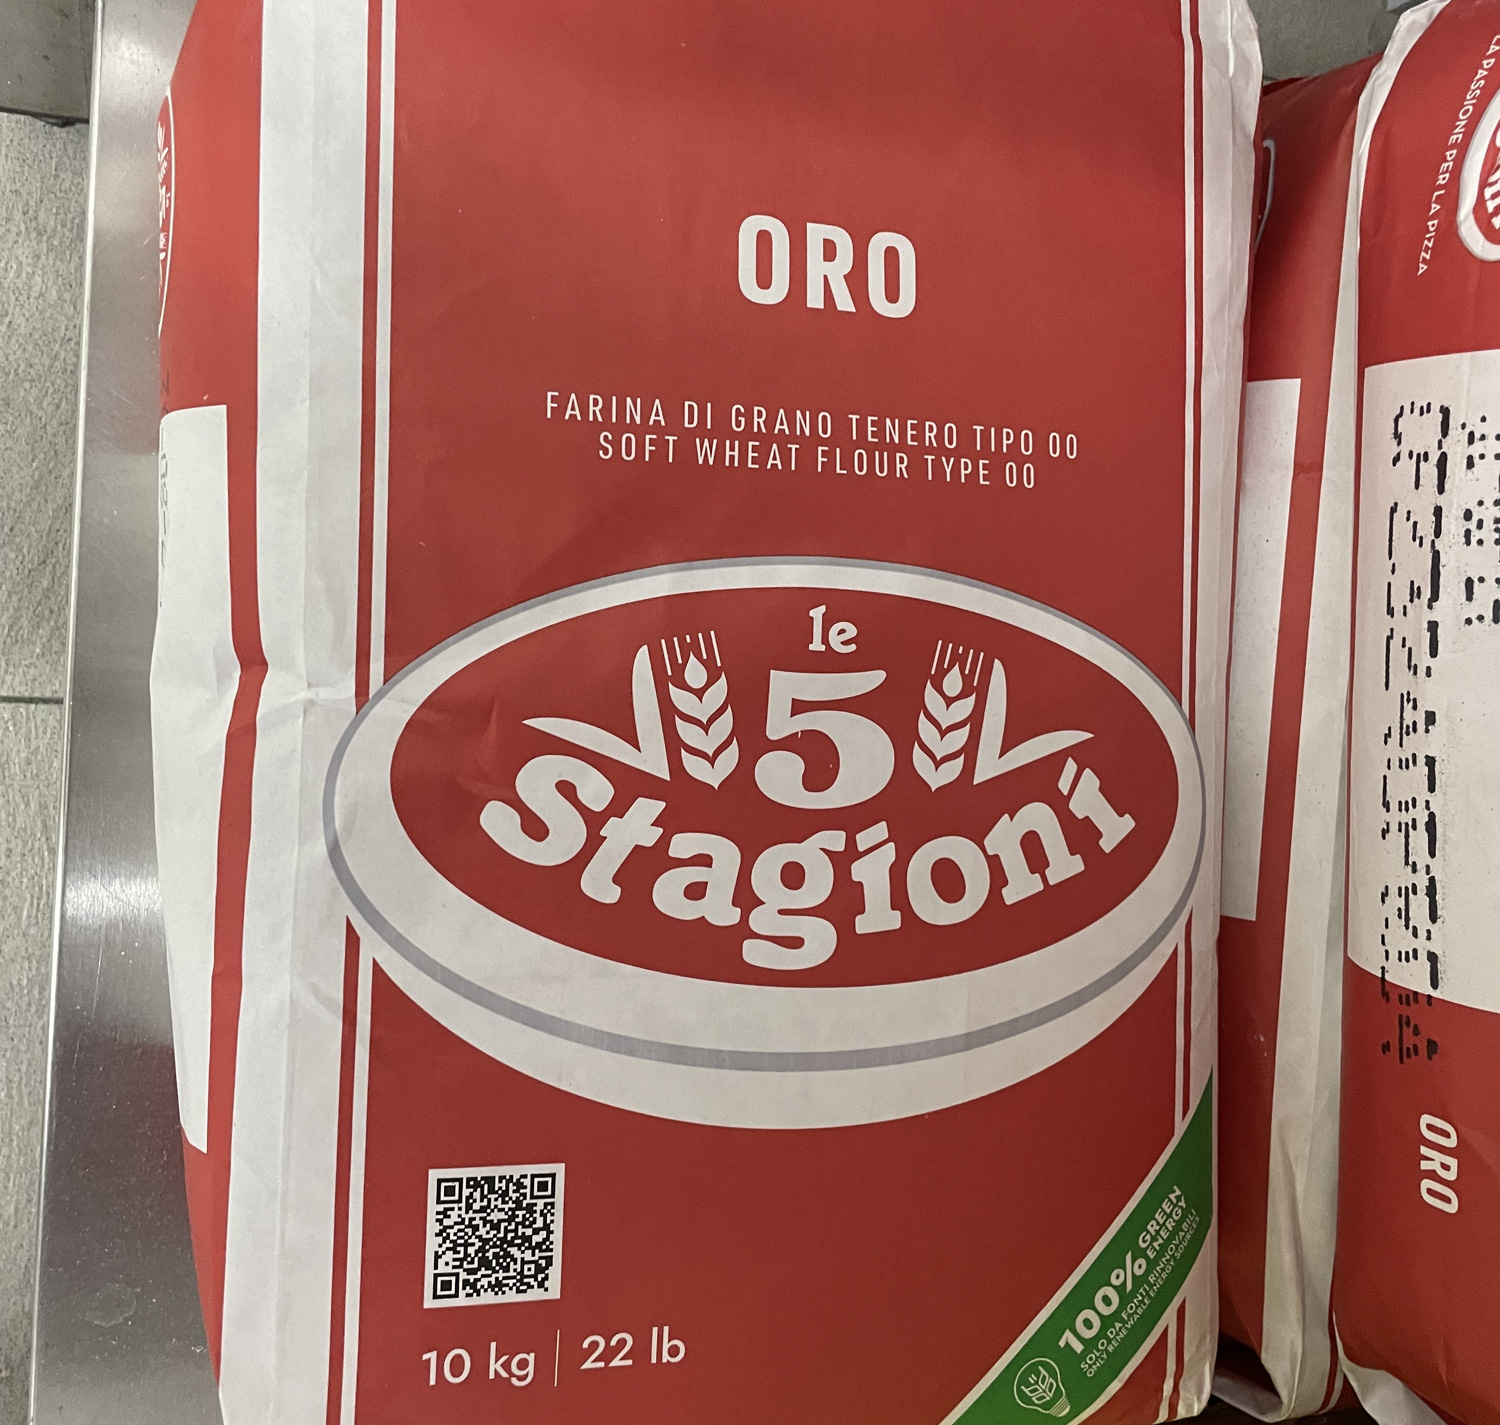 ORO
FARINA DI GRANO TENERO TIPO 00
SOFT WHEAT FLOUR TYPE 00
le
5
Stagioni
10 kg | 22 lb
100% GREEN
ENERGY
SOLO DA FONTI RINNOVABILI
ONLY RENEWABLE ENERGY SOURCES
LA PASSIONE PER LA PIZZA
ORO